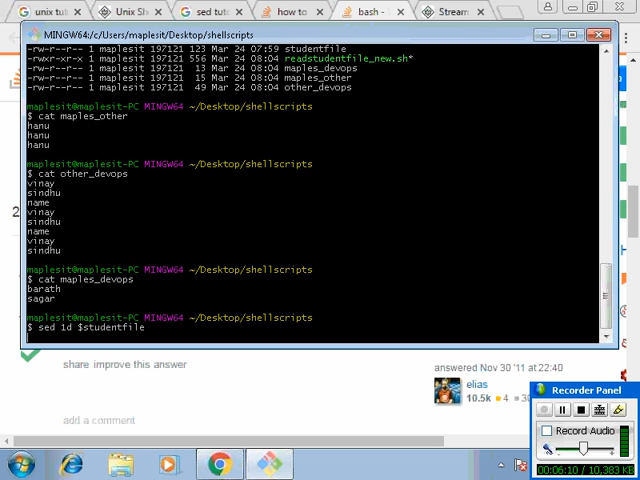 unix tu
Unix Sh
sed tut
how to
bash -
Stream
MINGW64:/c/Users/maplesit/Desktop/shellscripts
-rw-r--r-- 1 maplesit 197121 123 Mar 24 07:59 studentfile
-rwxr-xr-x 1 maplesit 197121 556 Mar 24 08:04 readstudentfile_new.sh*
-rw-r--r-- 1 maplesit 197121 13 Mar 24 08:04 maples_devops
-rw-r--r-- 1 maplesit 197121 15 Mar 24 08:04 maples_other
-rw-r--r-- 1 maplesit 197121 49 Mar 24 08:04 other_devops
maplesit@maplesit-PC MINGW64 ~/Desktop/shellscripts
$ cat maples_other
hanu
hanu
hanu
maplesit@maplesit-PC MINGW64 ~/Desktop/shellscripts
$ cat other_devops
vinay
sindhu
name
vinay
sindhu
name
vinay
sindhu
maplesit@maplesit-PC MINGW64 ~/Desktop/shellscripts
$ cat maples_devops
barath
sagar
maplesit@maplesit-PC MINGW64 ~/Desktop/shellscripts
$ sed 1d $studentfile
2
share improve this answer
answered Nov 30 '11 at 22:40
elias
10.5k 4 30
add a comment
Recorder Panel
Record Audio
00:06:10 / 10,383 KB